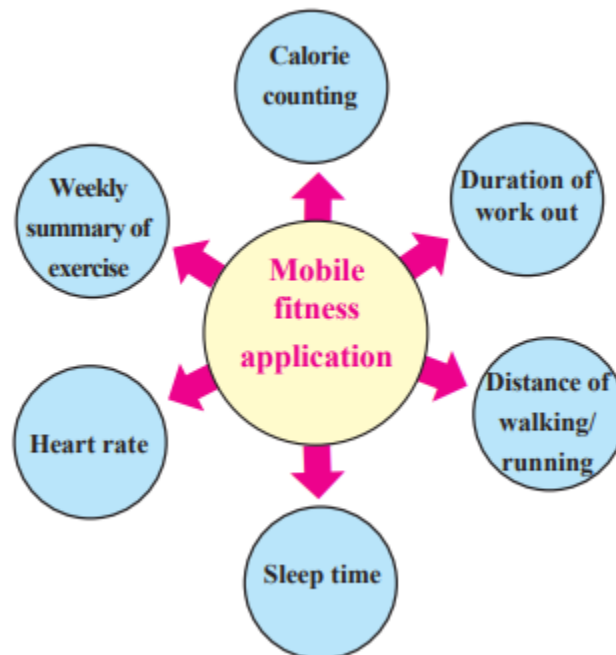 Calorie
counting
Weekly
summary of
exercise
Duration of
work out
Mobile
fitness
application
Heart rate
Distance of
walking/
running
Sleep time